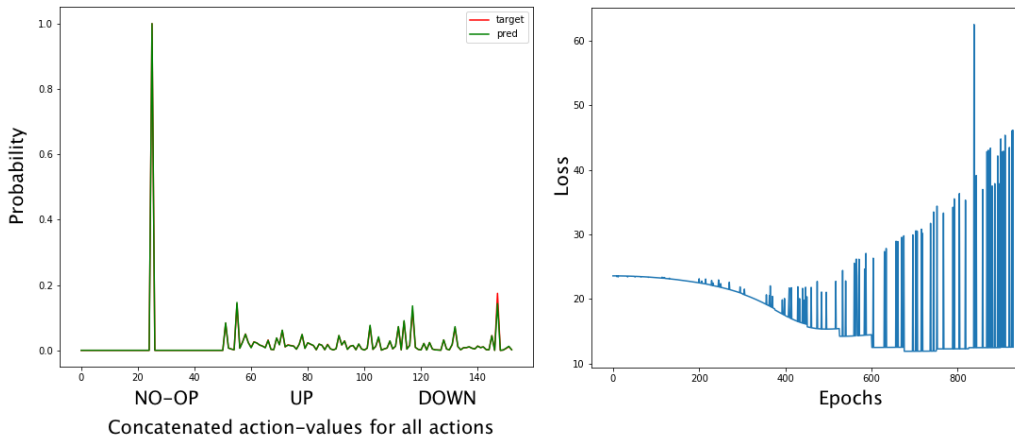 target
pred
1.0
0.8
0.6
0.4
0.2
0.0
Probability
0 20 40 60 80 100 120 140
NO-OP UP DOWN
Concatenated action-values for all actions
60
50
40
30
20
10
Loss
0 200 400 600 800
Epochs